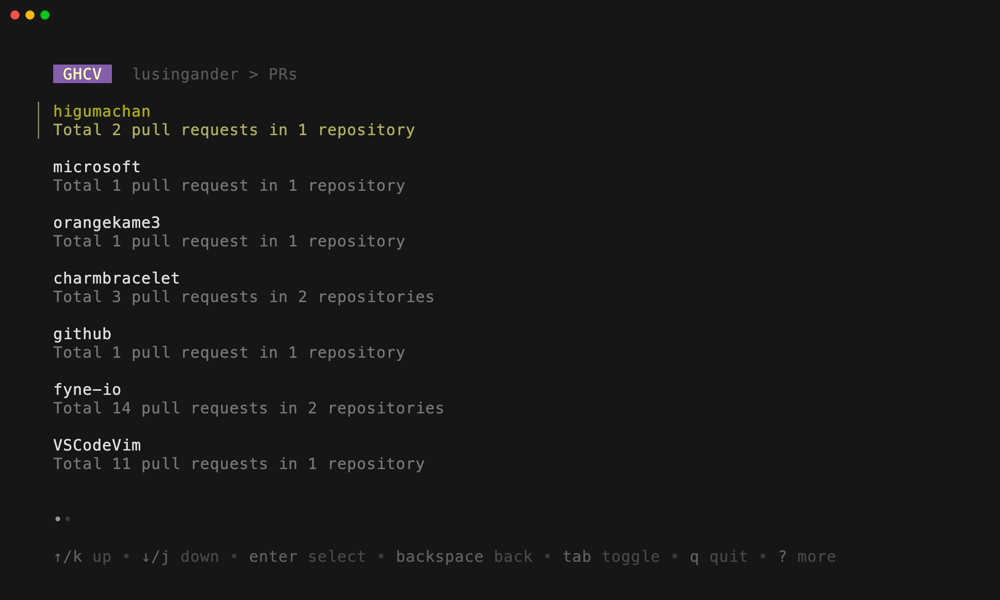 GHCV lusingander > PRs
higumachan
Total 2 pull requests in 1 repository
microsoft
Total 1 pull request in 1 repository
orangekame3
Total 1 pull request in 1 repository
charmbracelet
Total 3 pull requests in 2 repositories
github
Total 1 pull request in 1 repository
fyne-io
Total 14 pull requests in 2 repositories
VSCodeVim
Total 11 pull requests in 1 repository
↑/k up • ↓/j down • enter select • backspace back • tab toggle • q quit • ? more